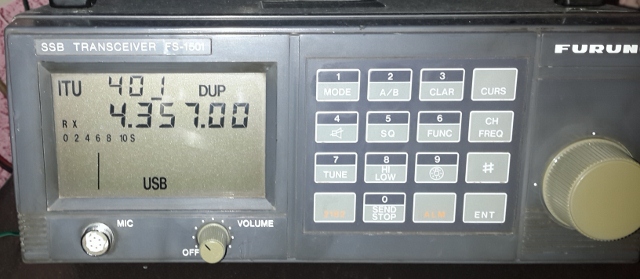 SSB TRANSCEIVER FS-1501
FURUN
ITU 401 DUP
4.357.00
RX
0 2 4 6 8 10 S
USB
MIC
VOLUME
OFF
1 2 3
MODE A/B CLAR CURS
4 5 6 CH
SQ FUNC FREQ
7 8 9 #
TUNE HI
LOW
0
SEND
STOP
ALM ENT